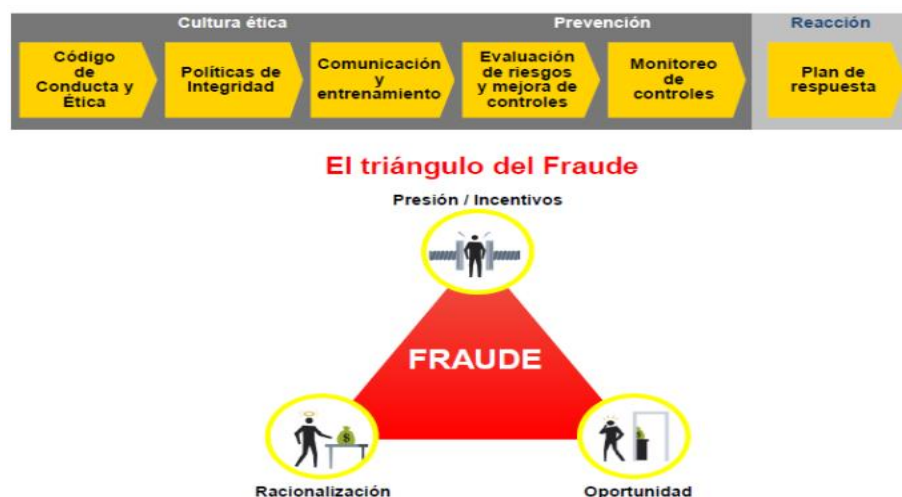 Cultura ética
Prevención
Reacción
Código
de
Conducta y
Ética
Políticas de
Integridad
Comunicación
y
entrenamiento
Evaluación
de riesgos
y mejora de
controles
Monitoreo
de
controles
Plan de
respuesta
El triángulo del Fraude
Presión / Incentivos
FRAUDE
$
$
Racionalización
Oportunidad